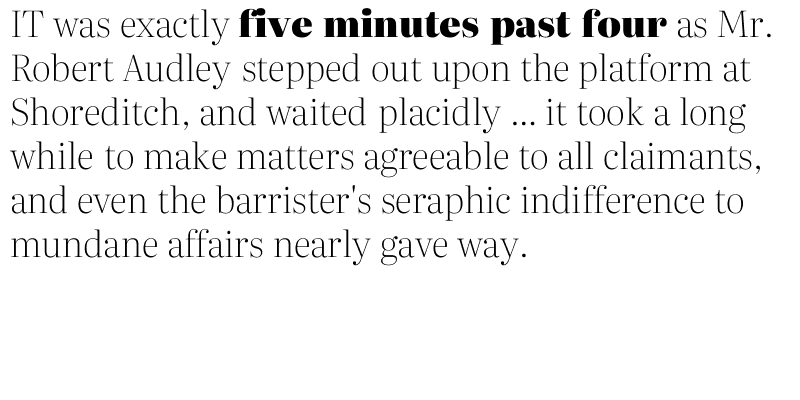 IT was exactly five minutes past four as Mr.
Robert Audley stepped out upon the platform at
Shoreditch, and waited placidly ... it took a long
while to make matters agreeable to all claimants,
and even the barrister's seraphic indifference to
mundane affairs nearly gave way.